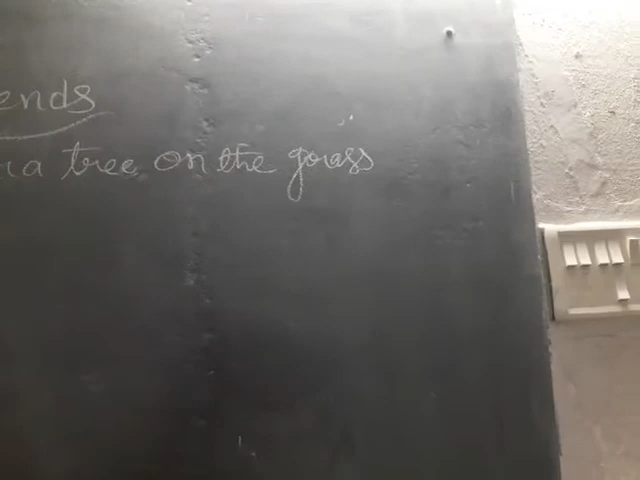 ends
r a tree on the grass